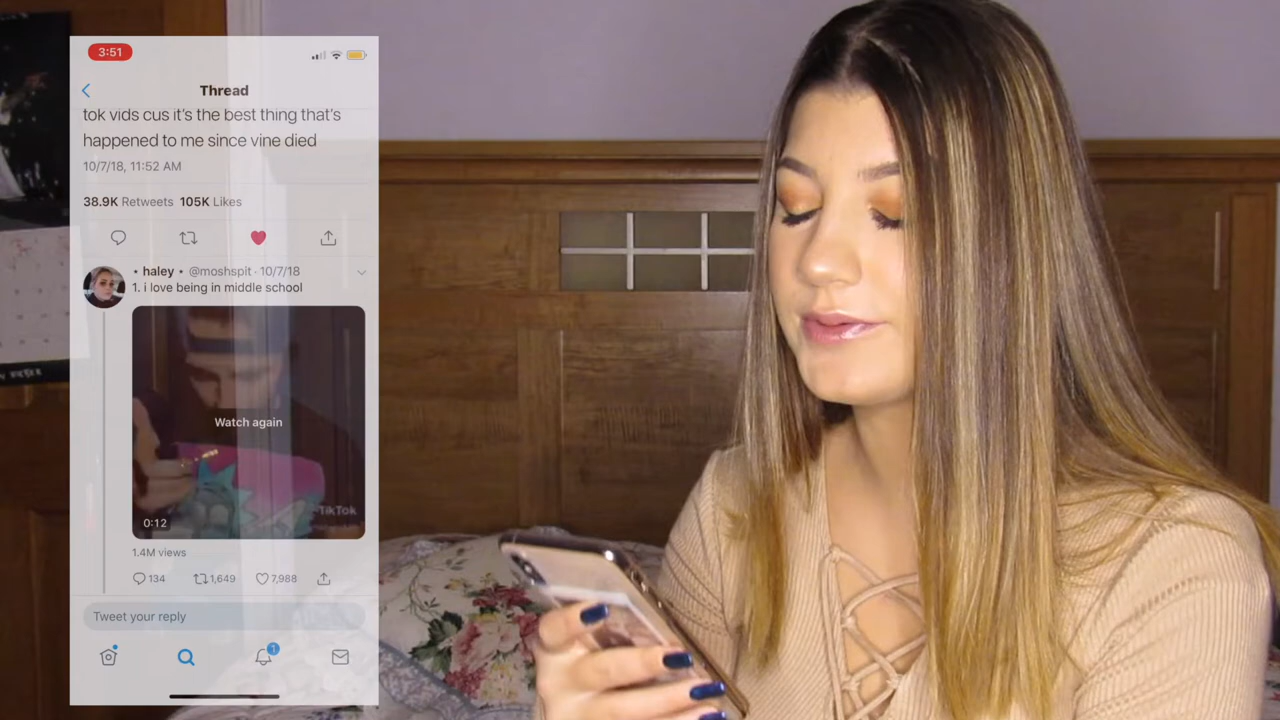 3:51
Thread
tok vids cus it's the best thing that's
happened to me since vine died
10/7/18, 11:52 AM
38.9K Retweets 105K Likes
• haley • @moshspit · 10/7/18
1. i love being in middle school
Watch again
TikTok
0:12
1.4M views
134 1,649 7,988
Tweet your reply
1